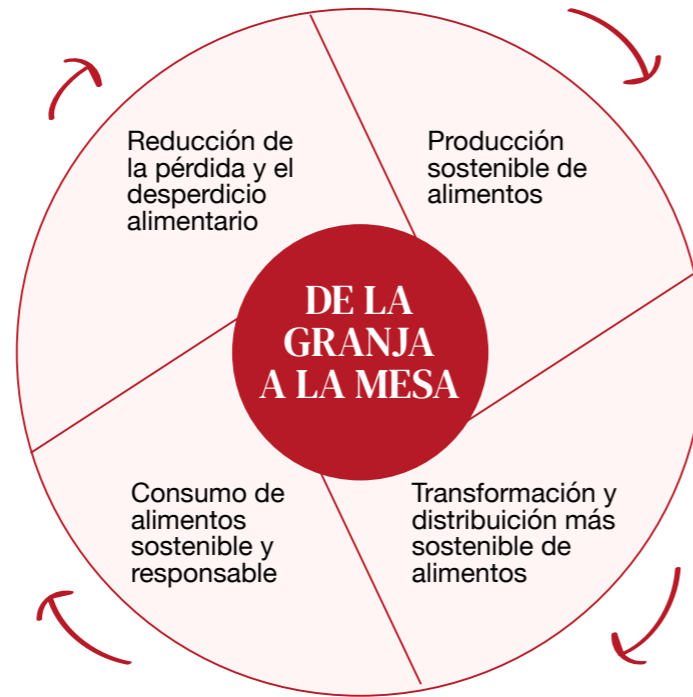 Reducción de
la pérdida y el
desperdicio
alimentario
Producción
sostenible de
alimentos
DE LA
GRANJA
A LA MESA
Consumo de
alimentos
sostenible y
responsable
Transformación y
distribuición más
sostenible de
alimentos